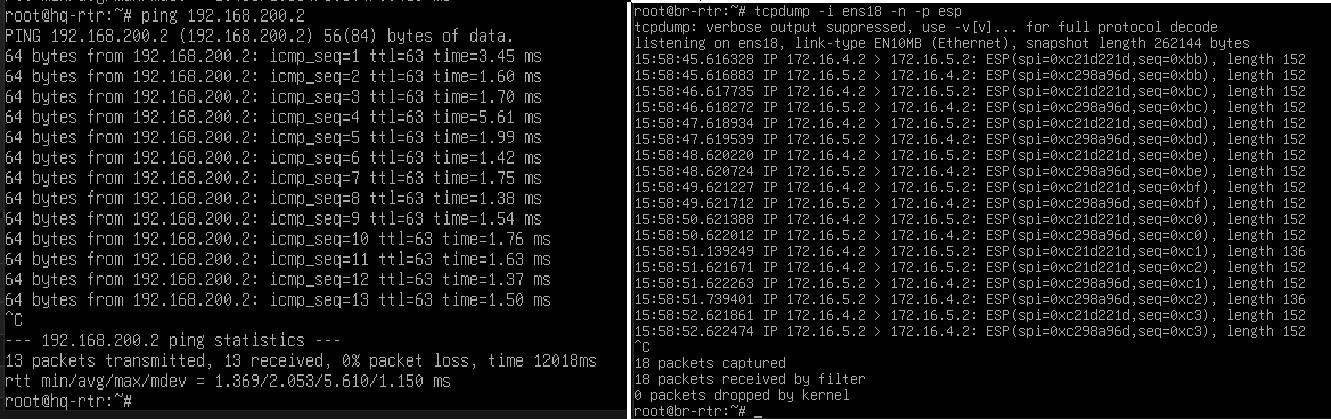 root@hq-rtr:~# ping 192.168.200.2
PING 192.168.200.2 (192.168.200.2) 56(84) bytes of data.
64 bytes from 192.168.200.2: icmp_seq=1 ttl=63 time=3.45 ms
64 bytes from 192.168.200.2: icmp_seq=2 ttl=63 time=1.60 ms
64 bytes from 192.168.200.2: icmp_seq=3 ttl=63 time=1.70 ms
64 bytes from 192.168.200.2: icmp_seq=4 ttl=63 time=5.61 ms
64 bytes from 192.168.200.2: icmp_seq=5 ttl=63 time=1.99 ms
64 bytes from 192.168.200.2: icmp_seq=6 ttl=63 time=1.42 ms
64 bytes from 192.168.200.2: icmp_seq=7 ttl=63 time=1.75 ms
64 bytes from 192.168.200.2: icmp_seq=8 ttl=63 time=1.38 ms
64 bytes from 192.168.200.2: icmp_seq=9 ttl=63 time=1.54 ms
64 bytes from 192.168.200.2: icmp_seq=10 ttl=63 time=1.76 ms
64 bytes from 192.168.200.2: icmp_seq=11 ttl=63 time=1.63 ms
64 bytes from 192.168.200.2: icmp_seq=12 ttl=63 time=1.37 ms
64 bytes from 192.168.200.2: icmp_seq=13 ttl=63 time=1.50 ms
^C
--- 192.168.200.2 ping statistics ---
13 packets transmitted, 13 received, 0% packet loss, time 12018ms
rtt min/avg/max/mdev = 1.369/2.053/5.610/1.150 ms
root@hq-rtr:~#
root@br-rtr:~# tcpdump -i ens18 -n -p esp
tcpdump: verbose output suppressed, use -v[v]... for full protocol decode
listening on ens18, link-type EN10MB (Ethernet), snapshot length 262144 bytes
15:58:45.616328 IP 172.16.4.2 > 172.16.5.2: ESP(spi=0xc21d221d,seq=0xbb), length 152
15:58:45.616883 IP 172.16.5.2 > 172.16.4.2: ESP(spi=0xc298a96d,seq=0xbb), length 152
15:58:46.617735 IP 172.16.4.2 > 172.16.5.2: ESP(spi=0xc21d221d,seq=0xbc), length 152
15:58:46.618272 IP 172.16.5.2 > 172.16.4.2: ESP(spi=0xc298a96d,seq=0xbc), length 152
15:58:47.618934 IP 172.16.4.2 > 172.16.5.2: ESP(spi=0xc21d221d,seq=0xbd), length 152
15:58:47.619539 IP 172.16.5.2 > 172.16.4.2: ESP(spi=0xc298a96d,seq=0xbd), length 152
15:58:48.620220 IP 172.16.4.2 > 172.16.5.2: ESP(spi=0xc21d221d,seq=0xbe), length 152
15:58:48.620724 IP 172.16.5.2 > 172.16.4.2: ESP(spi=0xc298a96d,seq=0xbe), length 152
15:58:49.621227 IP 172.16.4.2 > 172.16.5.2: ESP(spi=0xc21d221d,seq=0xbf), length 152
15:58:49.621712 IP 172.16.5.2 > 172.16.4.2: ESP(spi=0xc298a96d,seq=0xbf), length 152
15:58:50.621388 IP 172.16.4.2 > 172.16.5.2: ESP(spi=0xc21d221d,seq=0xc0), length 152
15:58:50.622012 IP 172.16.5.2 > 172.16.4.2: ESP(spi=0xc298a96d,seq=0xc0), length 152
15:58:51.139249 IP 172.16.4.2 > 172.16.5.2: ESP(spi=0xc21d221d,seq=0xc1), length 136
15:58:51.621671 IP 172.16.4.2 > 172.16.5.2: ESP(spi=0xc21d221d,seq=0xc2), length 152
15:58:51.622263 IP 172.16.5.2 > 172.16.4.2: ESP(spi=0xc298a96d,seq=0xc1), length 152
15:58:51.739401 IP 172.16.5.2 > 172.16.4.2: ESP(spi=0xc298a96d,seq=0xc2), length 136
15:58:52.621861 IP 172.16.4.2 > 172.16.5.2: ESP(spi=0xc21d221d,seq=0xc3), length 152
15:58:52.622474 IP 172.16.5.2 > 172.16.4.2: ESP(spi=0xc298a96d,seq=0xc3), length 152
^C
18 packets captured
18 packets received by filter
0 packets dropped by kernel
root@br-rtr:~# _